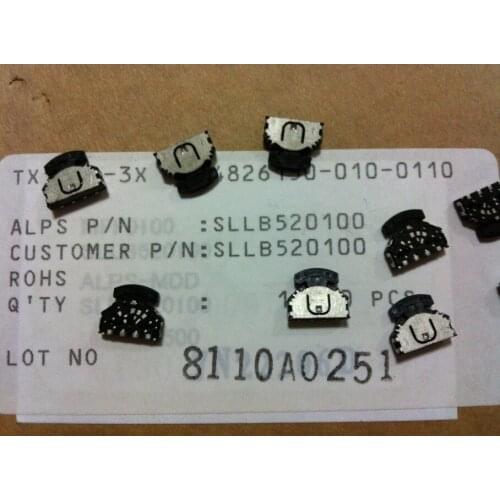 TX -3X 826 -010-0110
ALPS P/N :SLLB520100
CUSTOMER P/N:SLLB520100
ROHS
Q'TY : PCS
LOT NO 8110A0251